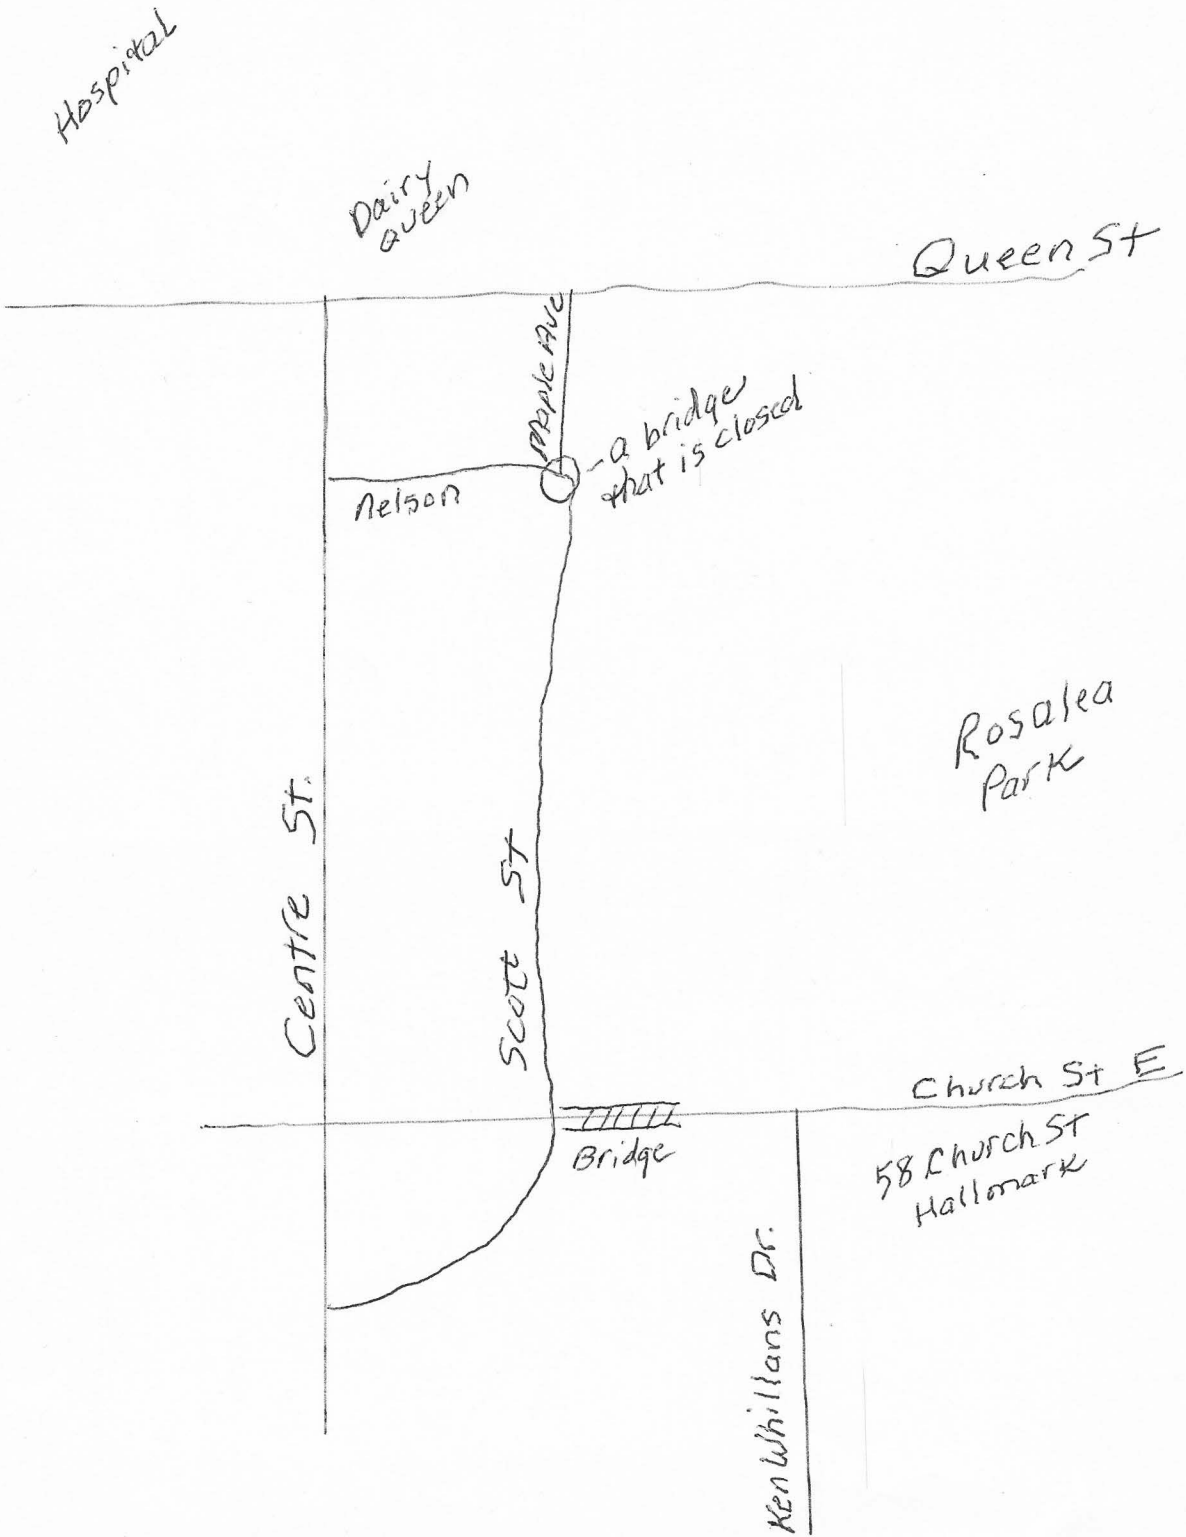 Hospital
Dairy
queen
Queen St
Maple Ave
- a bridge
that is closed
Nelson
Rosalea
Park
Centre St.
Scott St
Church St E
Bridge
58 Church St
Hallmark
Ken Whillans Dr.